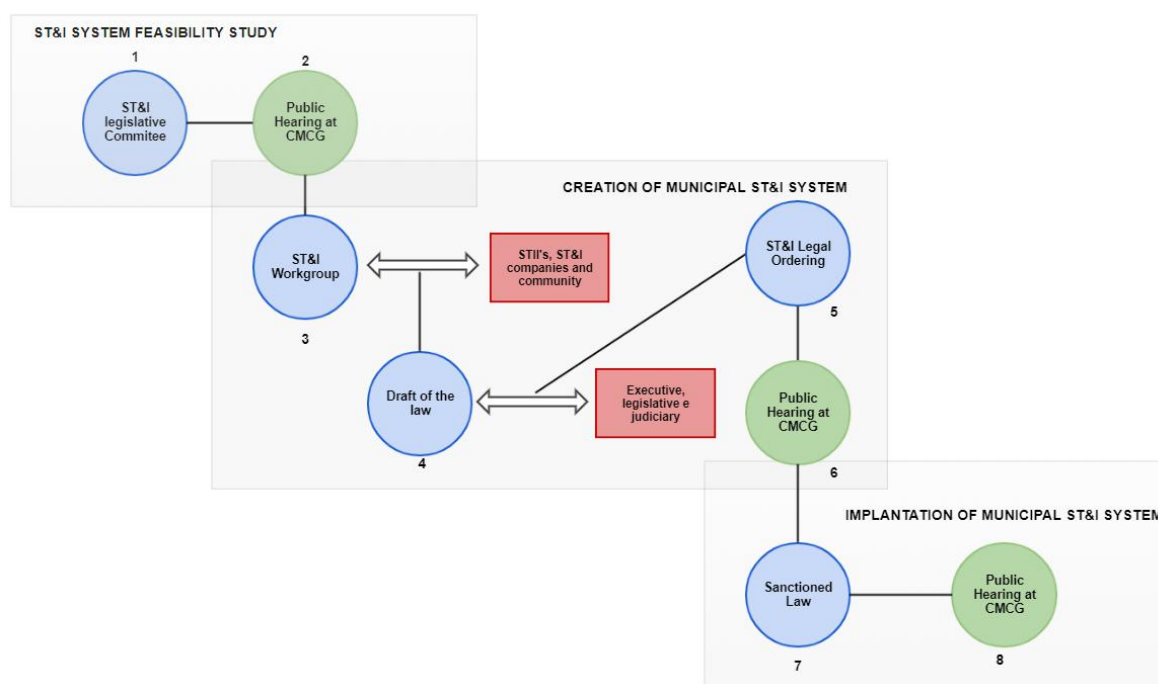 ST&I SYSTEM FEASIBILITY STUDY
1
2
ST&I
legislative
Commitee
Public
Hearing at
CMCG
CREATION OF MUNICIPAL ST&I SYSTEM
ST&I
Workgroup
3
STII's, ST&I
companies and
community
ST&I Legal
Ordering
5
Draft of the
law
4
Executive,
legislative e
judiciary
Public
Hearing at
CMCG
6
IMPLANTATION OF MUNICIPAL ST&I SYSTEM
Sanctioned
Law
7
Public
Hearing at
CMCG
8